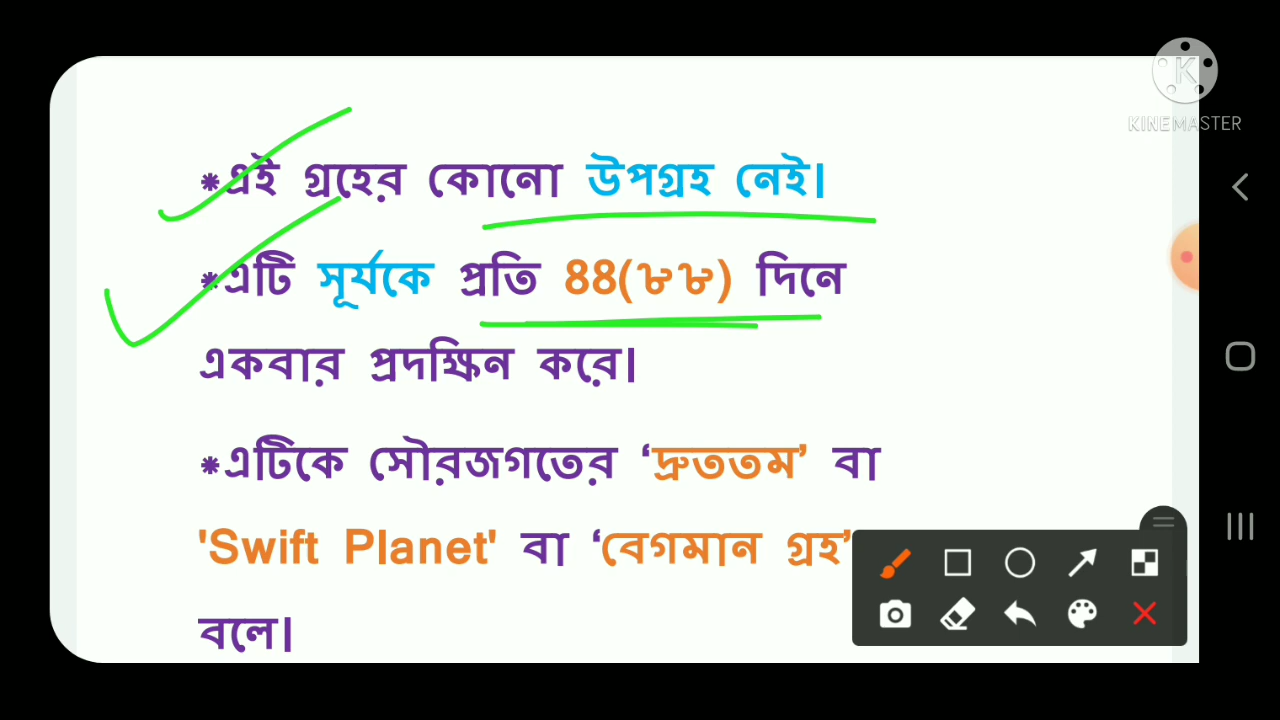 KINEMASTER
*এই গ্রহের কোনো উপগ্রহ নেই।
*এটি সূর্যকে প্রতি 88(৮৮) দিনে
একবার প্রদক্ষিন করে।
*এটিকে সৌরজগতের ‘দ্রুততম’ বা
'Swift Planet' বা ‘বেগমান গ্রহ’
বলে।